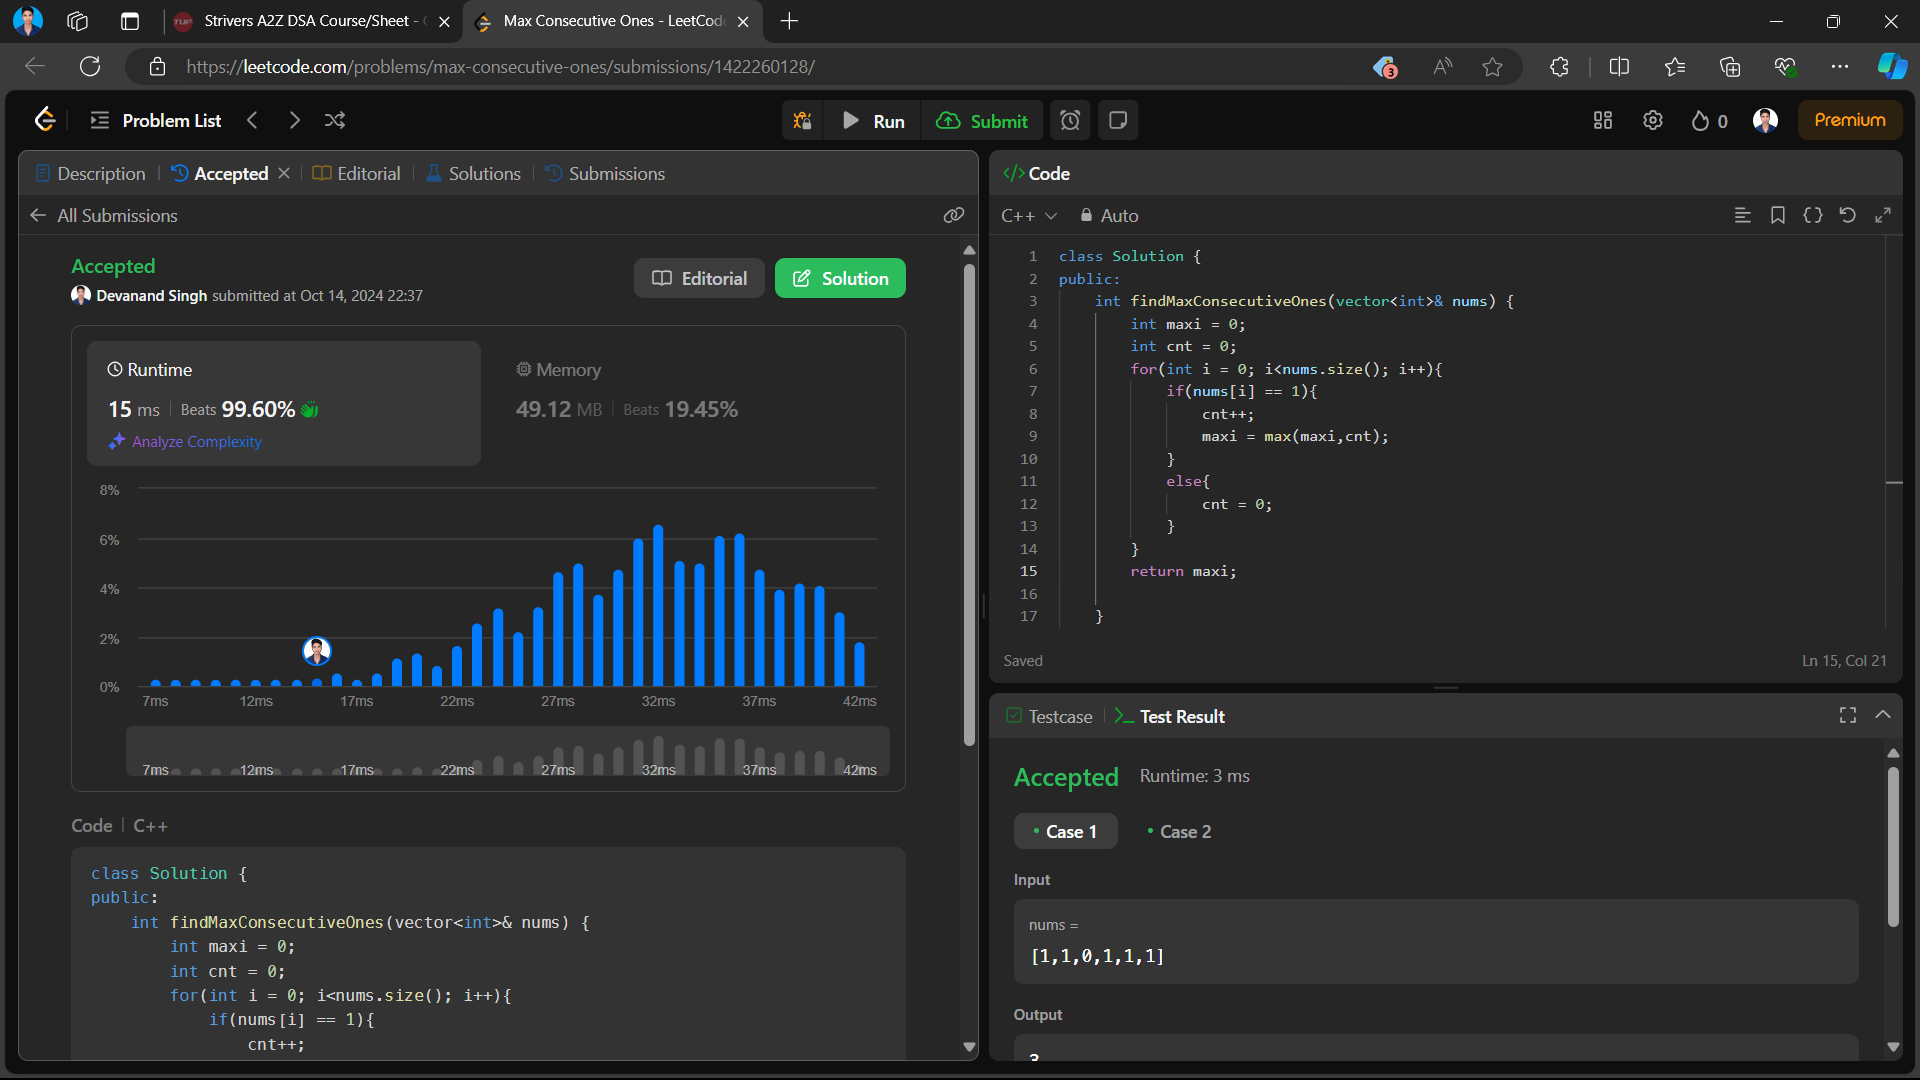 Strivers A2Z DSA Course/Sheet -
Max Consecutive Ones - LeetCode
https://leetcode.com/problems/max-consecutive-ones/submissions/1422260128/
3
Problem List
Run
Submit
0
Premium
Description
Accepted
Editorial
Solutions
Submissions
All Submissions
Accepted
Devanand Singh submitted at Oct 14, 2024 22:37
Editorial
Solution
Runtime
15 ms
Beats 99.60%
Analyze Complexity
Memory
49.12 MB
Beats 19.45%
8%
6%
4%
2%
0%
7ms 12ms 17ms 22ms 27ms 32ms 37ms 42ms
7ms 12ms 17ms 22ms 27ms 32ms 37ms 42ms
Code | C++
class Solution {
public:
    int findMaxConsecutiveOnes(vector<int>& nums) {
        int maxi = 0;
        int cnt = 0;
        for(int i = 0; i<nums.size(); i++){
            if(nums[i] == 1){
                cnt++;
</> Code
C++
Auto
1 class Solution {
2 public:
3     int findMaxConsecutiveOnes(vector<int>& nums) {
4         int maxi = 0;
5         int cnt = 0;
6         for(int i = 0; i<nums.size(); i++){
7             if(nums[i] == 1){
8                 cnt++;
9                 maxi = max(maxi,cnt);
10             }
11             else{
12                 cnt = 0;
13             }
14         }
15         return maxi;
16
17     }
Saved
Ln 15, Col 21
Testcase
Test Result
Accepted
Runtime: 3 ms
Case 1
Case 2
Input
nums =
[1,1,0,1,1,1]
Output
3